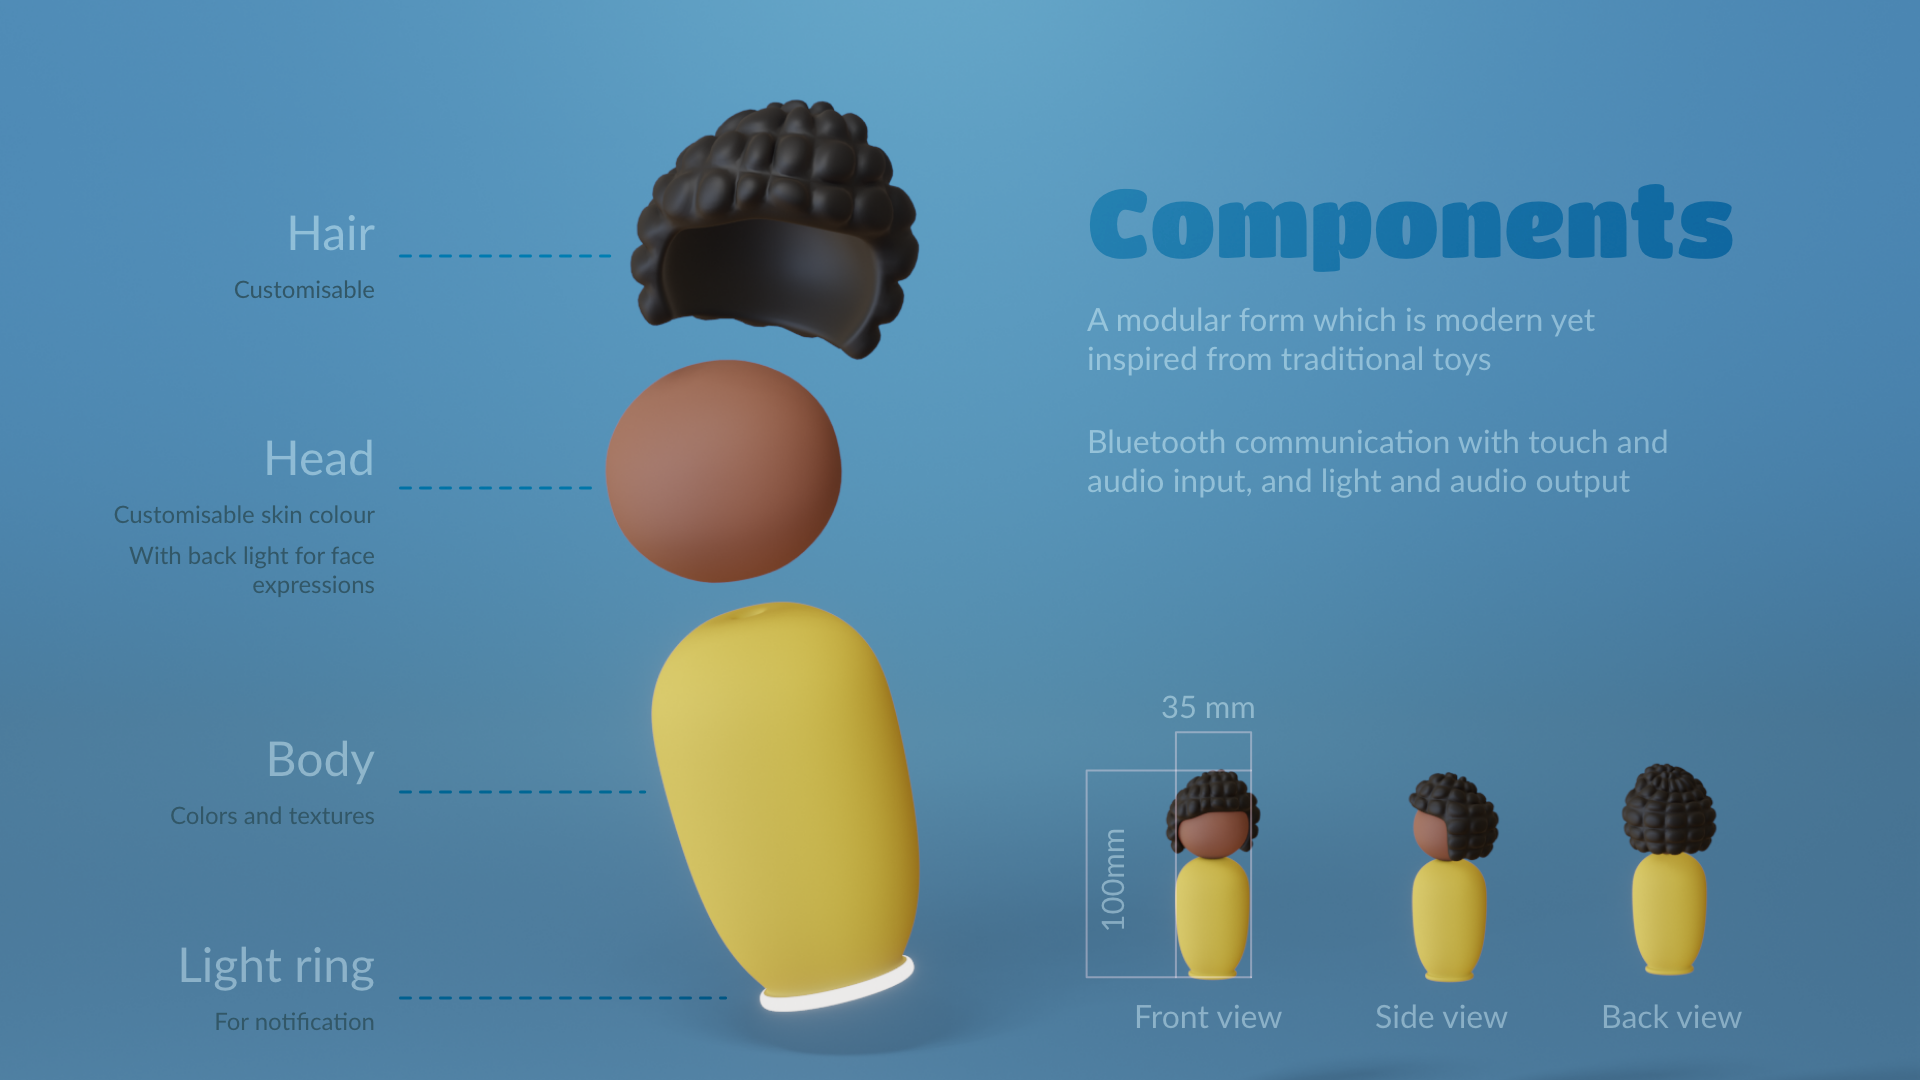 Components
A modular form which is modern yet
inspired from traditional toys
Bluetooth communication with touch and
audio input, and light and audio output
Hair
Customisable
Head
Customisable skin colour
With back light for face
expressions
Body
Colors and textures
Light ring
For notification
35 mm
100mm
Front view
Side view
Back view